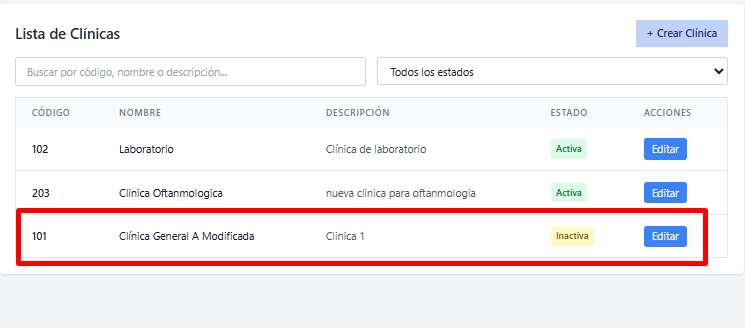 Lista de Clínicas
+ Crear Clínica
Buscar por código, nombre o descripción...
Todos los estados
CÓDIGO NOMBRE DESCRIPCIÓN ESTADO ACCIONES
102 Laboratorio Clínica de laboratorio Activa Editar
203 Clínica Oftanmologica nueva clinica para oftanmologia Activa Editar
101 Clínica General A Modificada Clinica 1 Inactiva Editar